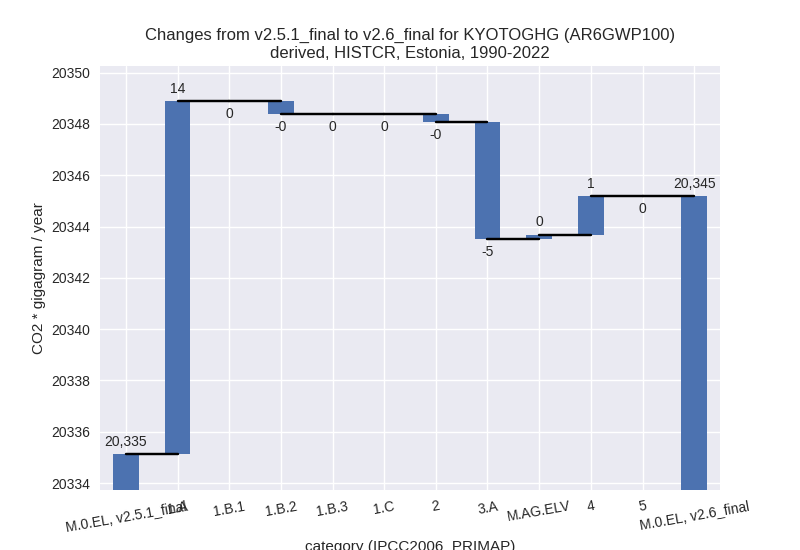 Changes from v2.5.1_final to v2.6_final for KYOTOGHG (AR6GWP100)
derived, HISTCR, Estonia, 1990-2022
CO2 * gigagram / year
20350
20348
20346
20344
20342
20340
20338
20336
20334
20,335
14
0
-0
0
0
-0
-5
0
1
0
20,345
M.0.EL, v2.5.1_final
1.A
1.B.1
1.B.2
1.B.3
1.C
2
3.A
M.AG.ELV
4
5
M.0.EL, v2.6_final
category (IPCC2006_PRIMAP)